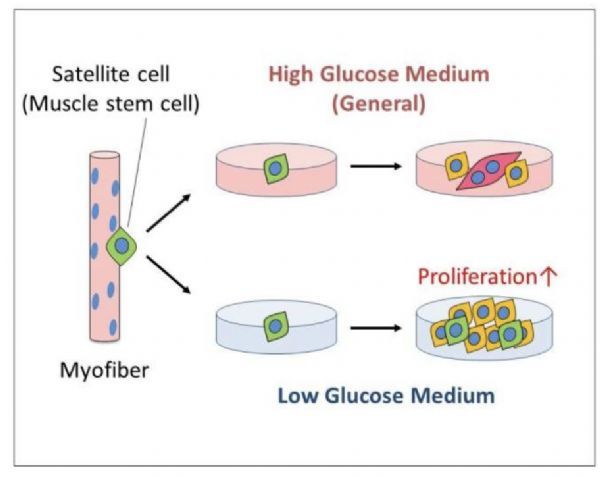 Satellite cell
(Muscle stem cell)
High Glucose Medium
(General)
Proliferation↑
Myofiber
Low Glucose Medium